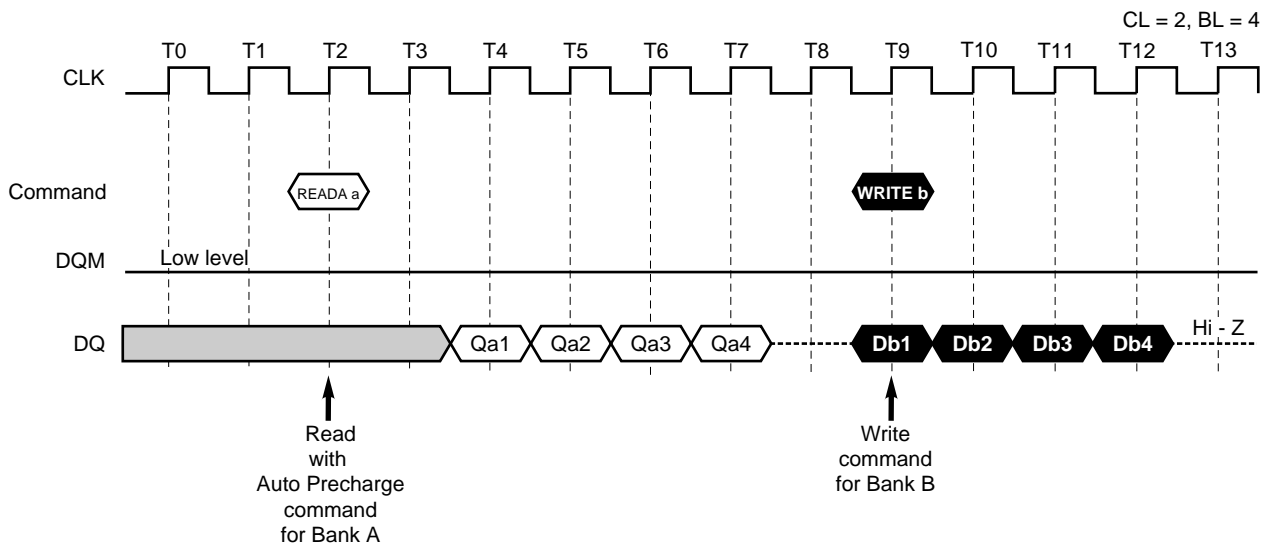 CL = 2, BL = 4
T0 T1 T2 T3 T4 T5 T6 T7 T8 T9 T10 T11 T12 T13
CLK
Command READA a WRITE b
DQM Low level
DQ Qa1 Qa2 Qa3 Qa4 Db1 Db2 Db3 Db4 Hi - Z
Read
with
Auto Precharge
command
for Bank A
Write
command
for Bank B